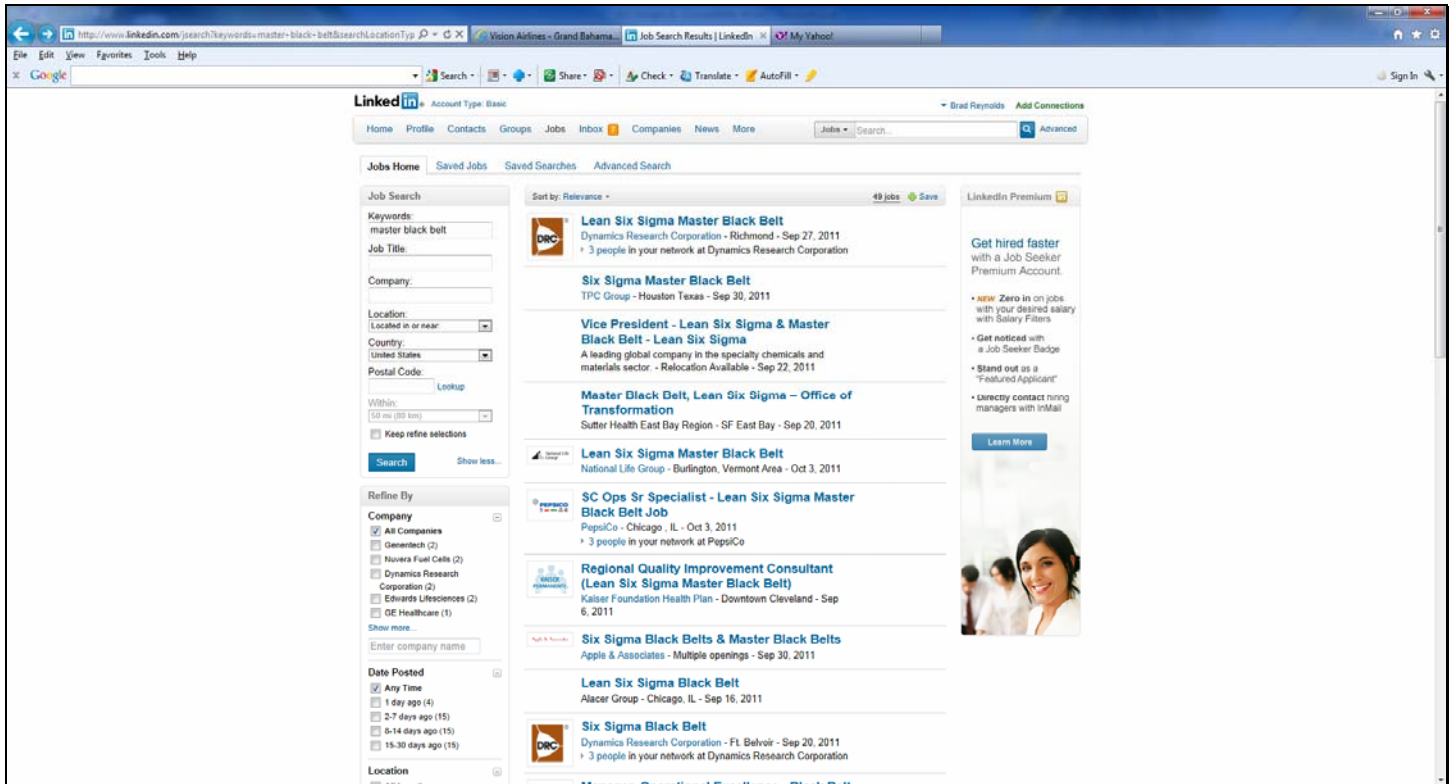 http://www.linkedin.com/jsearch?keywords=master+black+belt&searchLocationTyp
Vision Airlines - Grand Bahama...
Job Search Results | LinkedIn
My Yahoo!
File Edit View Favorites Tools Help
x Google Search Share Check Translate AutoFill Sign In
Linked in Account Type: Basic
Brad Reynolds Add Connections
Home Profile Contacts Groups Jobs Inbox Companies News More Jobs Search... Advanced
Jobs Home Saved Jobs Saved Searches Advanced Search
Job Search
Keywords:
master black belt
Job Title:
Company:
Location:
Located in or near:
Country:
United States
Postal Code:
Lookup
Within:
50 mi (80 km)
Keep refine selections
Search Show less...
Refine By
Company
All Companies
Genentech (2)
Nuvera Fuel Cells (2)
Dynamics Research
Corporation (2)
Edwards Lifesciences (2)
GE Healthcare (1)
Show more...
Enter company name
Date Posted
Any Time
1 day ago (4)
2-7 days ago (15)
8-14 days ago (15)
15-30 days ago (15)
Location
Sort by: Relevance 49 jobs Save
DRC
Lean Six Sigma Master Black Belt
Dynamics Research Corporation - Richmond - Sep 27, 2011
3 people in your network at Dynamics Research Corporation
Six Sigma Master Black Belt
TPC Group - Houston Texas - Sep 30, 2011
Vice President - Lean Six Sigma & Master
Black Belt - Lean Six Sigma
A leading global company in the specialty chemicals and
materials sector. - Relocation Available - Sep 22, 2011
Master Black Belt, Lean Six Sigma – Office of
Transformation
Sutter Health East Bay Region - SF East Bay - Sep 20, 2011
Lean Six Sigma Master Black Belt
National Life Group - Burlington, Vermont Area - Oct 3, 2011
PEPSICO
SC Ops Sr Specialist - Lean Six Sigma Master
Black Belt Job
PepsiCo - Chicago , IL - Oct 3, 2011
3 people in your network at PepsiCo
KAISER
PERMANENTE
Regional Quality Improvement Consultant
(Lean Six Sigma Master Black Belt)
Kaiser Foundation Health Plan - Downtown Cleveland - Sep
6, 2011
Six Sigma Black Belts & Master Black Belts
Apple & Associates - Multiple openings - Sep 30, 2011
Lean Six Sigma Black Belt
Alacer Group - Chicago, IL - Sep 16, 2011
DRC
Six Sigma Black Belt
Dynamics Research Corporation - Ft. Belvoir - Sep 20, 2011
3 people in your network at Dynamics Research Corporation
Manager, Operational Excellence - Black Belt
LinkedIn Premium
Get hired faster
with a Job Seeker
Premium Account.
• NEW Zero in on jobs
with your desired salary
with Salary Filters
• Get noticed with
a Job Seeker Badge
• Stand out as a
"Featured Applicant"
• Directly contact hiring
managers with InMail
Learn More